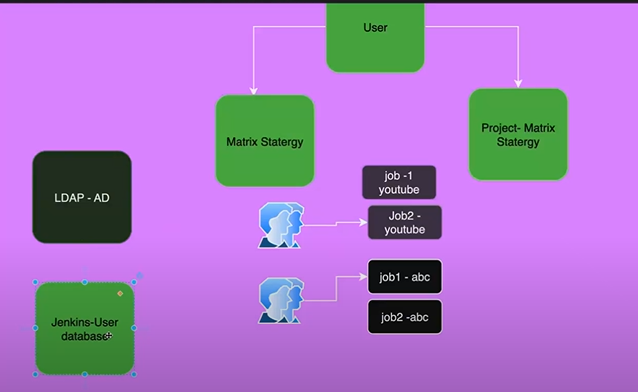 User
Matrix Statergy
Project- Matrix
Statergy
LDAP - AD
job -1
youtube
Job2 -
youtube
job1 - abc
job2 -abc
Jenkins-User
database